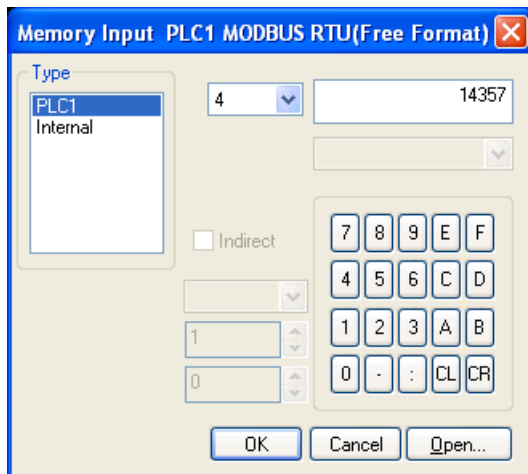 Memory Input PLC1 MODBUS RTU(Free Format)
Type
PLC1
Internal
4
14357
Indirect
1
0
7 8 9 E F
4 5 6 C D
1 2 3 A B
0 - : CL CR
OK Cancel Open...